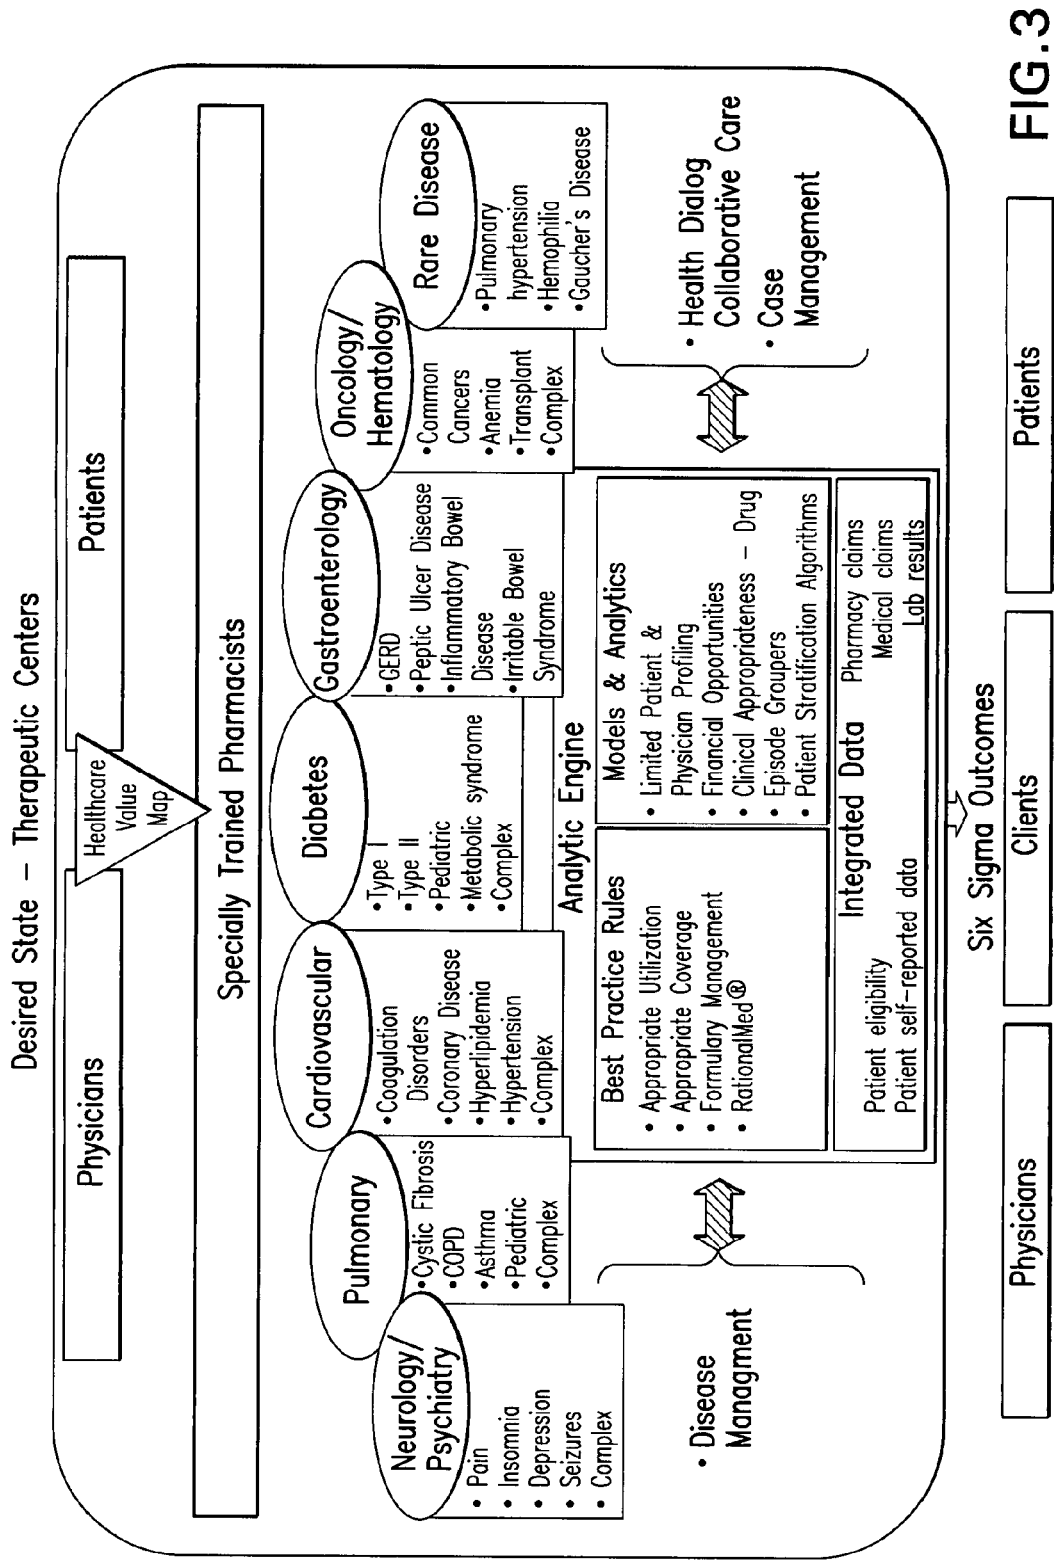 Desired State – Therapeutic Centers
Physicians
Healthcare
Value
Map
Patients
Specially Trained Pharmacists
Neurology/
Psychiatry
• Pain
• Insomnia
• Depression
• Seizures
• Complex
Pulmonary
• Cystic Fibrosis
• COPD
• Asthma
• Pediatric
• Complex
Cardiovascular
• Coagulation
Disorders
• Coronary Disease
• Hyperlipidemia
• Hypertension
• Complex
Diabetes
• Type I
• Type II
• Pediatric
• Metabolic syndrome
• Complex
Gastroenterology
• GERD
• Peptic Ulcer Disease
• Inflammatory Bowel
Disease
• Irritable Bowel
Syndrome
Oncology/
Hematology
• Common
Cancers
• Anemia
• Transplant
• Complex
Rare Disease
• Pulmonary
hypertension
• Hemophilia
• Gaucher's Disease
Analytic Engine
Best Practice Rules
• Appropriate Utilization
• Appropriate Coverage
• Formulary Management
• RationalMed®
Models & Analytics
• Limited Patient &
Physician Profiling
• Financial Opportunities
• Clinical Appropriateness – Drug
• Episode Groupers
• Patient Stratification Algorithms
Integrated Data
Patient eligibility
Patient self–reported data
Pharmacy claims
Medical claims
Lab results
• Disease
Managment
• Health Dialog
Collaborative Care
• Case
Management
Six Sigma Outcomes
Physicians
Clients
Patients
FIG.3